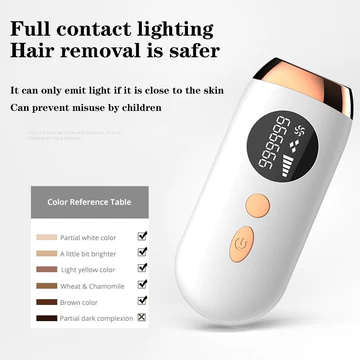 Full contact lighting
Hair removal is safer
It can only emit light if it is close to the skin
Can prevent misuse by children
999999
Color Reference Table
Partial white color
A little bit brighter
Light yellow color
Wheat & Chamomile
Brown color
Partial dark complexion